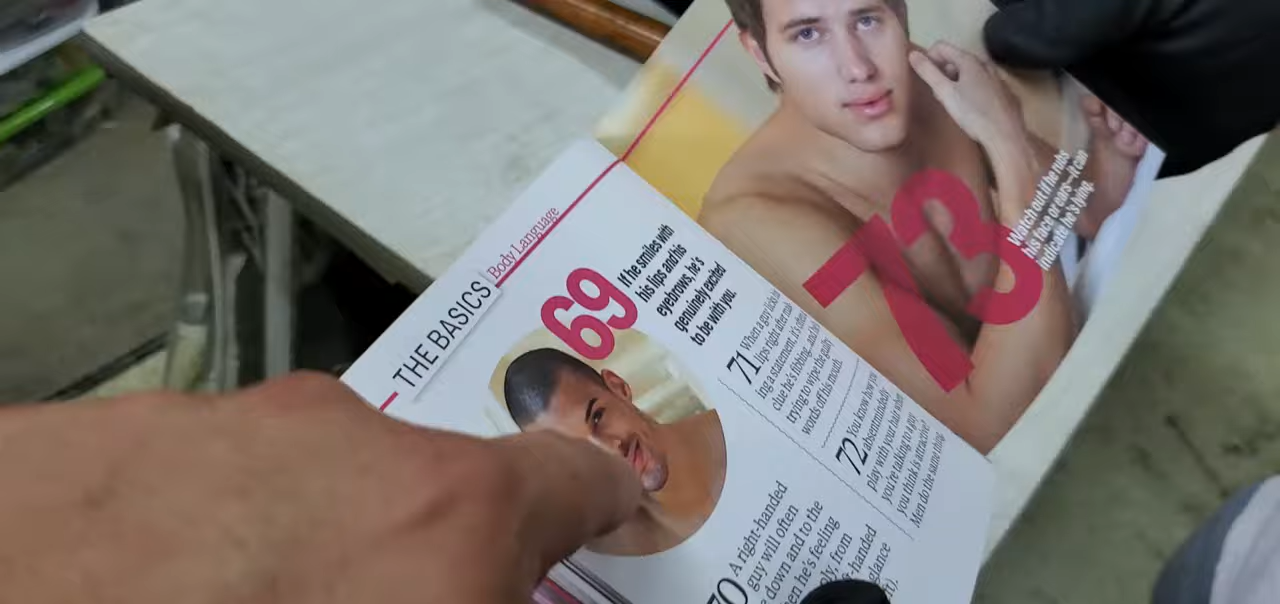 THE BASICS Body Language
69
If he smiles with
his lips and his
eyebrows, he's
genuinely excited
to be with you.
70 A right-handed
guy will often
down and to the
he's feeling
from
-handed
glance
71 When a guy licks his
lips right after mak-
ing a statement, it's often a
clue he's fibbing...and he's
trying to wipe the guilty
words off his mouth.
72 You know how you
absentmindedly
play with your hair when
you're talking to a guy
you think is attractive?
Men do the same thing
73
Watch out if he rubs
his face or ears—it can
indicate he's lying.